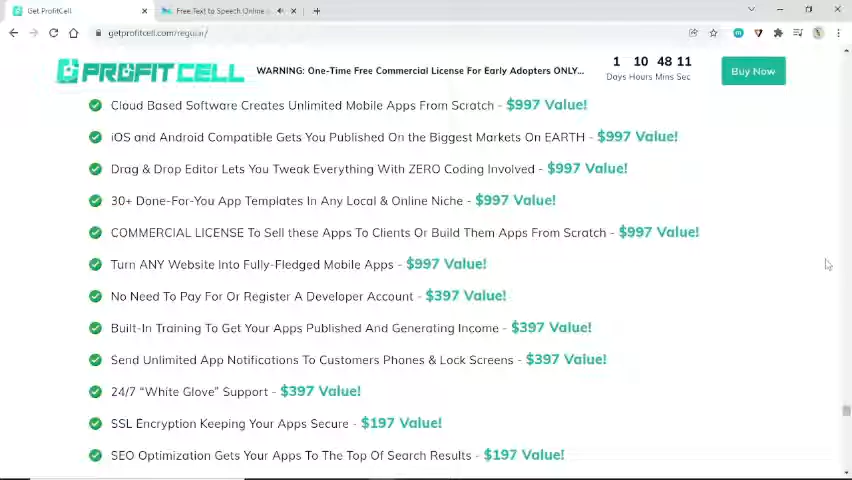 Get ProfitCell
Free Text to Speech Online
getprofitcell.com/regular/
PROFIT CELL
WARNING: One-Time Free Commercial License For Early Adopters ONLY...
1 10 48 11
Days Hours Mins Sec
Buy Now
Cloud Based Software Creates Unlimited Mobile Apps From Scratch - $997 Value!
iOS and Android Compatible Gets You Published On the Biggest Markets On EARTH - $997 Value!
Drag & Drop Editor Lets You Tweak Everything With ZERO Coding Involved - $997 Value!
30+ Done-For-You App Templates In Any Local & Online Niche - $997 Value!
COMMERCIAL LICENSE To Sell these Apps To Clients Or Build Them Apps From Scratch - $997 Value!
Turn ANY Website Into Fully-Fledged Mobile Apps - $997 Value!
No Need To Pay For Or Register A Developer Account - $397 Value!
Built-In Training To Get Your Apps Published And Generating Income - $397 Value!
Send Unlimited App Notifications To Customers Phones & Lock Screens - $397 Value!
24/7 “White Glove” Support - $397 Value!
SSL Encryption Keeping Your Apps Secure - $197 Value!
SEO Optimization Gets Your Apps To The Top Of Search Results - $197 Value!